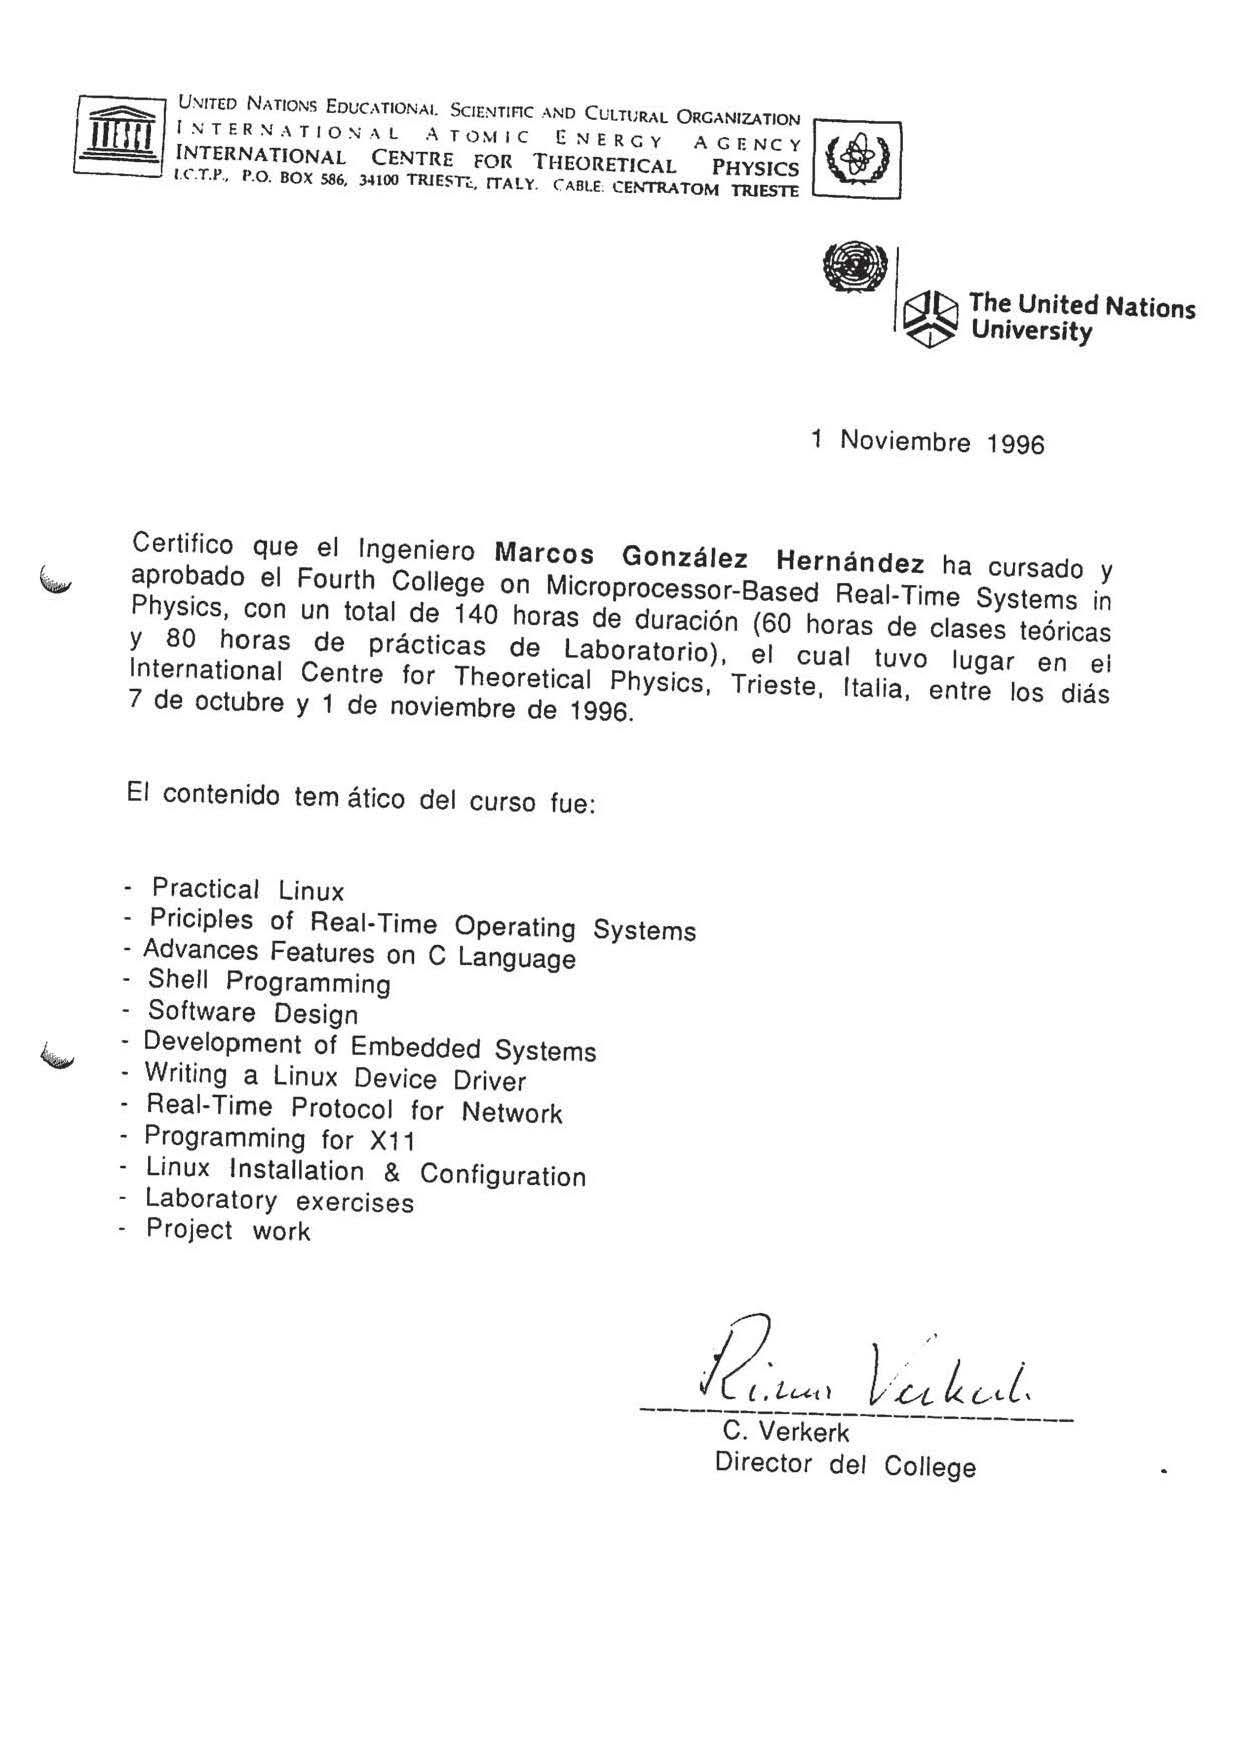 UNITED NATIONS EDUCATIONAL SCIENTIFIC AND CULTURAL ORGANIZATION
INTERNATIONAL ATOMIC ENERGY AGENCY
INTERNATIONAL CENTRE FOR THEORETICAL PHYSICS
I.C.T.P., P.O. BOX 586, 34100 TRIESTE, ITALY. CABLE: CENTRATOM TRIESTE
The United Nations
University
1 Noviembre 1996
Certifico que el Ingeniero Marcos González Hernández ha cursado y
aprobado el Fourth College on Microprocessor-Based Real-Time Systems in
Physics, con un total de 140 horas de duración (60 horas de clases teóricas
y 80 horas de prácticas de Laboratorio), el cual tuvo lugar en el
International Centre for Theoretical Physics, Trieste, Italia, entre los diás
7 de octubre y 1 de noviembre de 1996.
El contenido tem ático del curso fue:
- Practical Linux
- Priciples of Real-Time Operating Systems
- Advances Features on C Language
- Shell Programming
- Software Design
- Development of Embedded Systems
- Writing a Linux Device Driver
- Real-Time Protocol for Network
- Programming for X11
- Linux Installation & Configuration
- Laboratory exercises
- Project work
Verkerk
C. Verkerk
Director del College